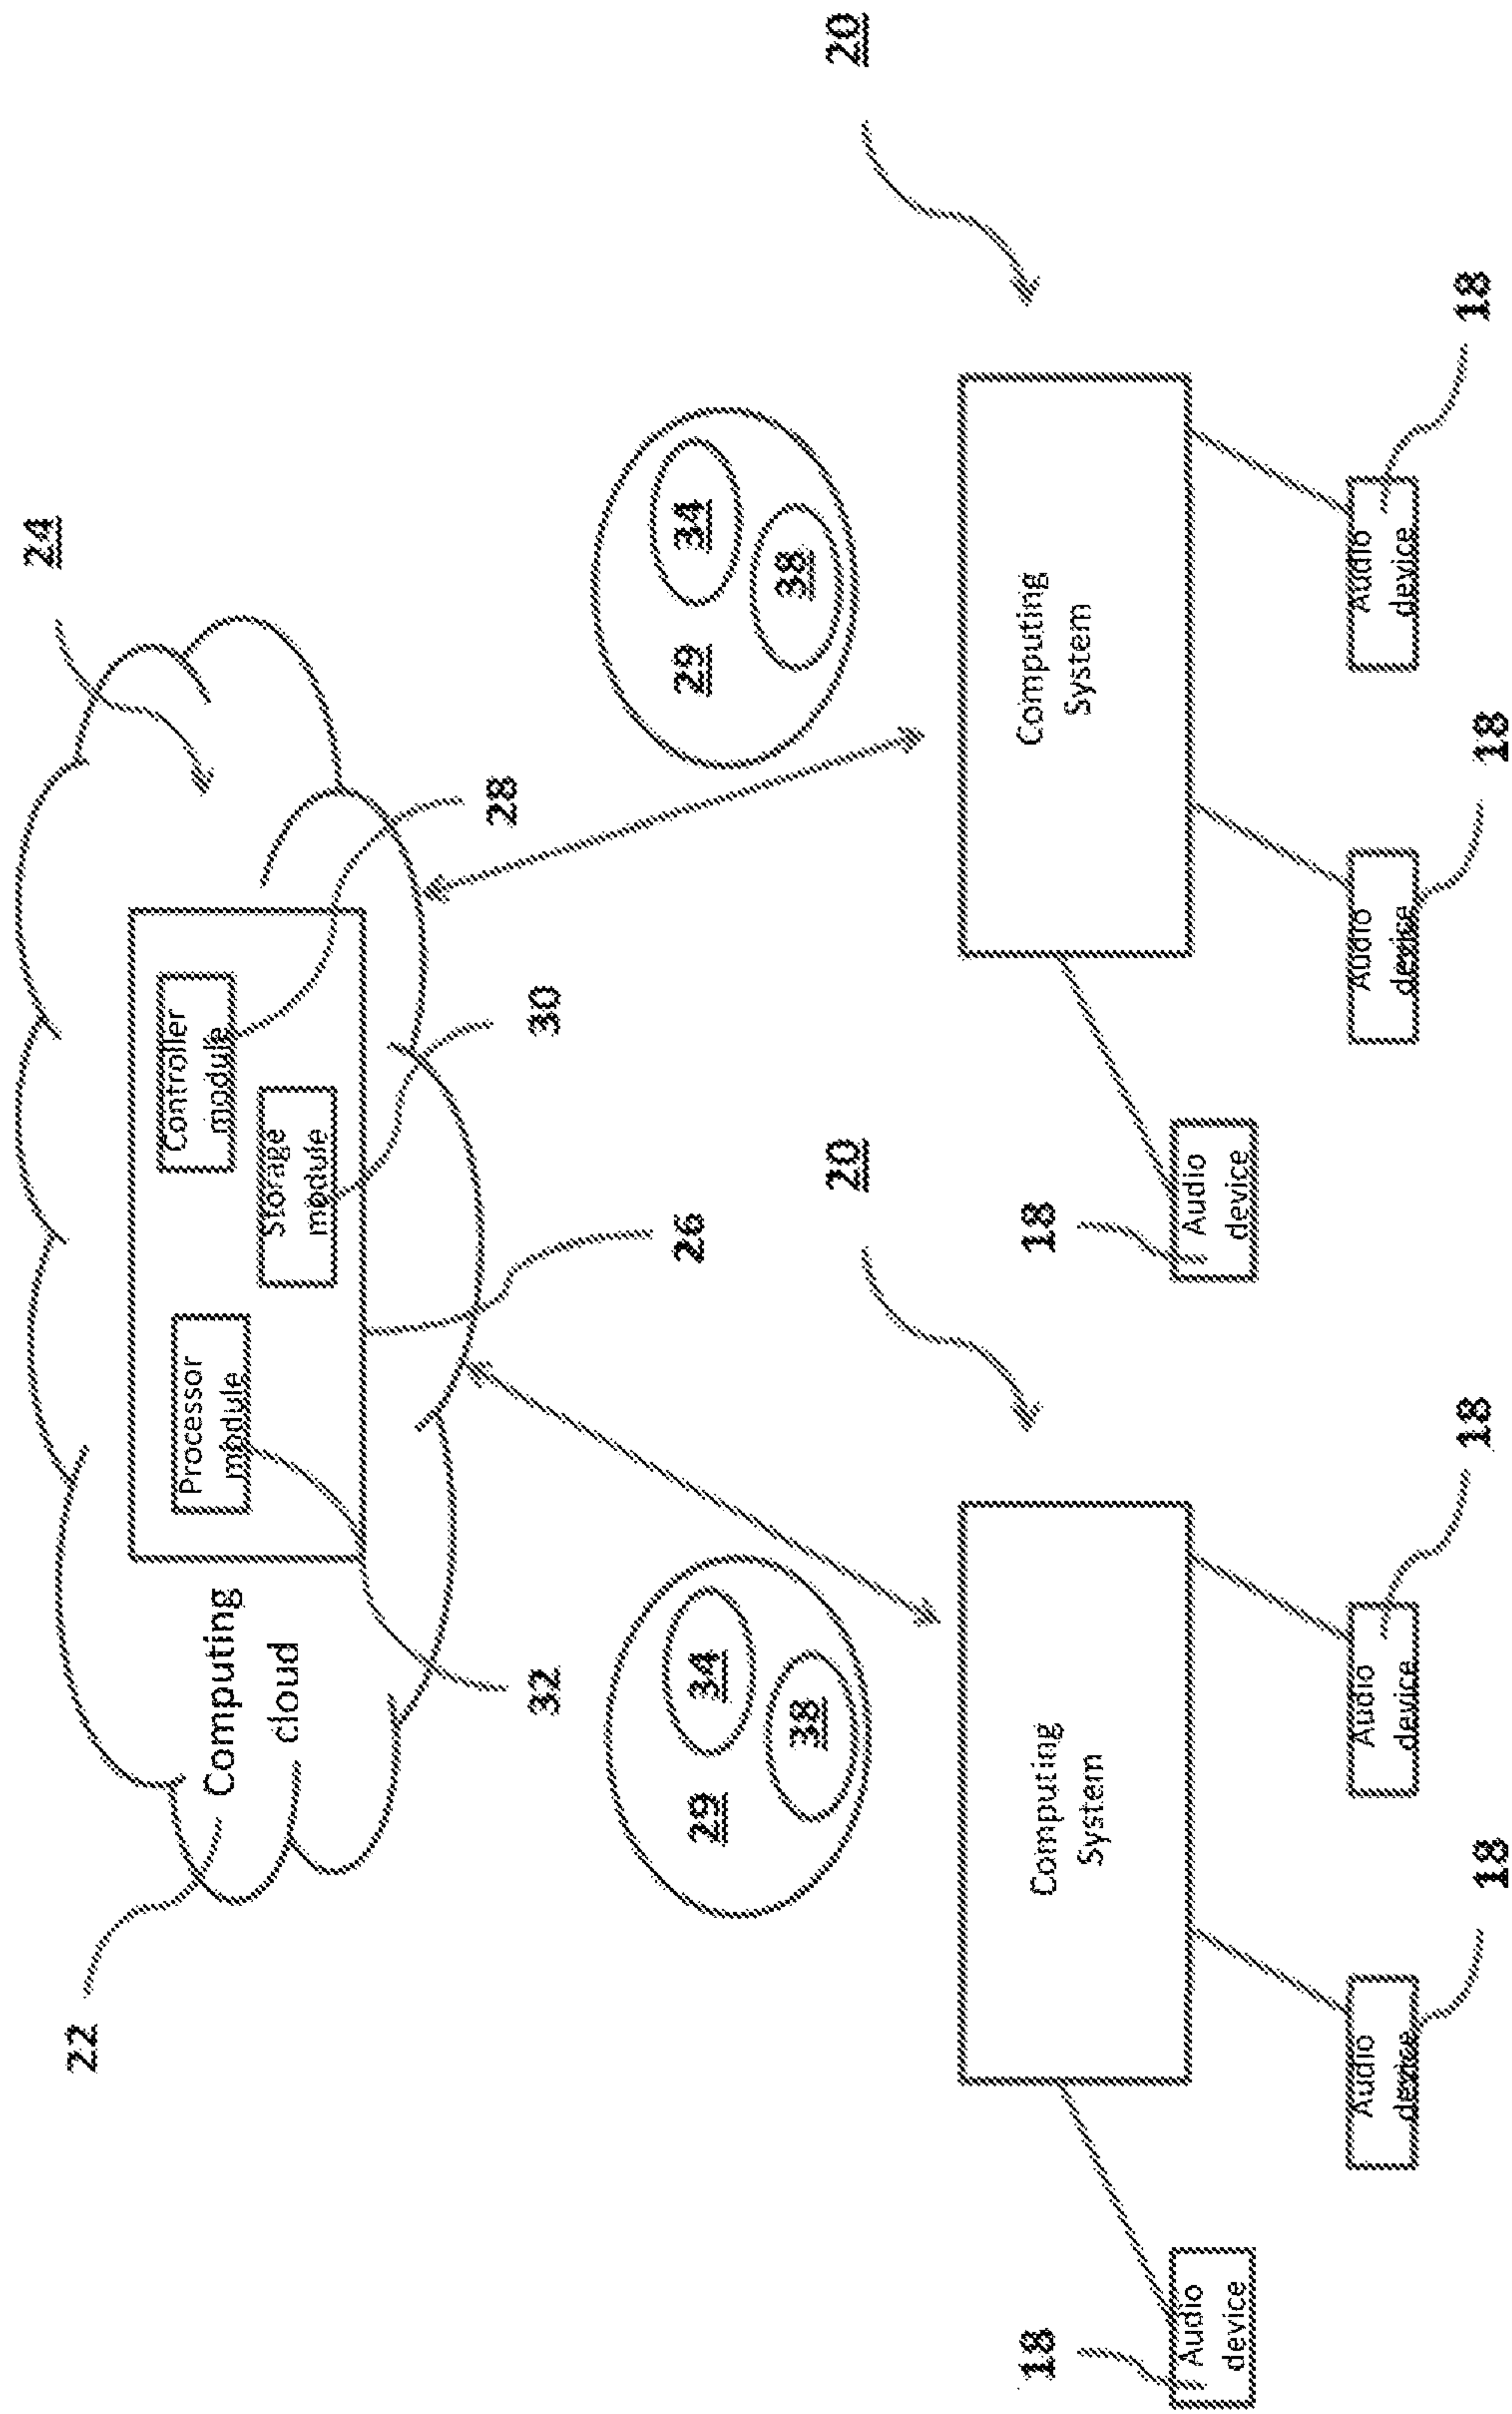 24
22
Controller
module
Processor
module
Computing
cloud
Storage
module
28
32
30
26
29
34
38
29
34
38
20
20
Computing
System
Computing
System
18
Audio
device
18
Audio
device
Audio
device
Audio
device
Audio
device
Audio
device
18
18
18
18